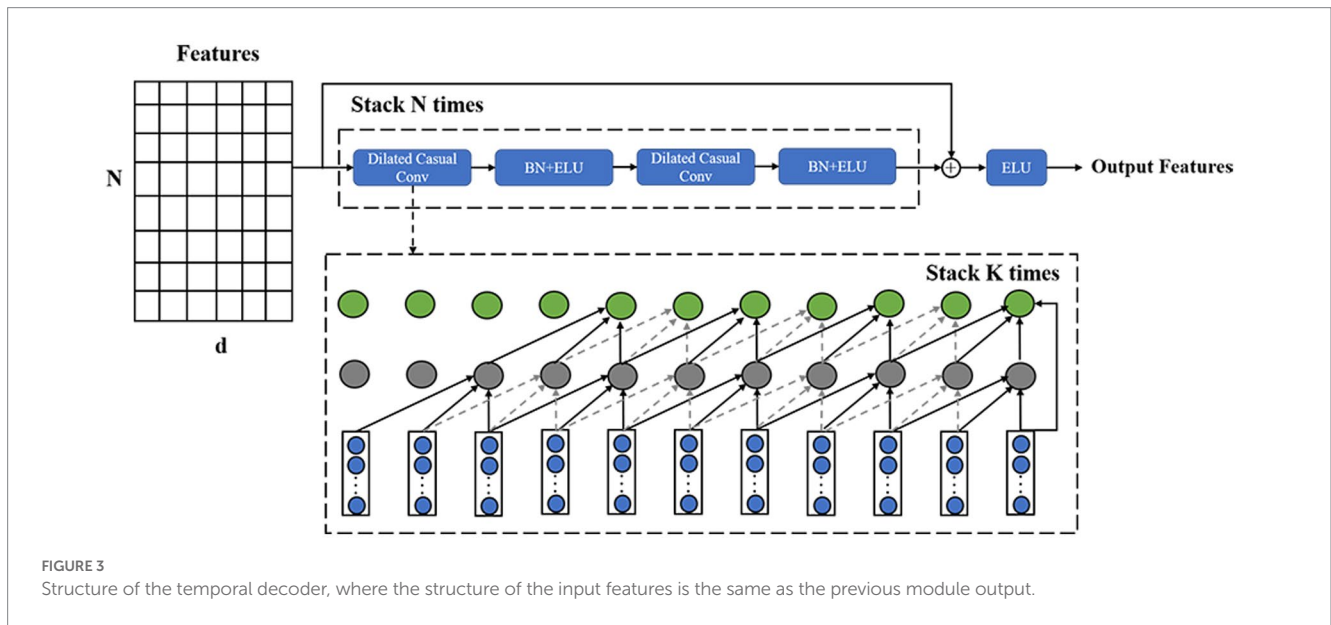 Features
N
d
Stack N times
Dilated Casual
Conv
BN+ELU
Dilated Casual
Conv
BN+ELU
+
ELU
Output Features
Stack K times
FIGURE 3
Structure of the temporal decoder, where the structure of the input features is the same as the previous module output.